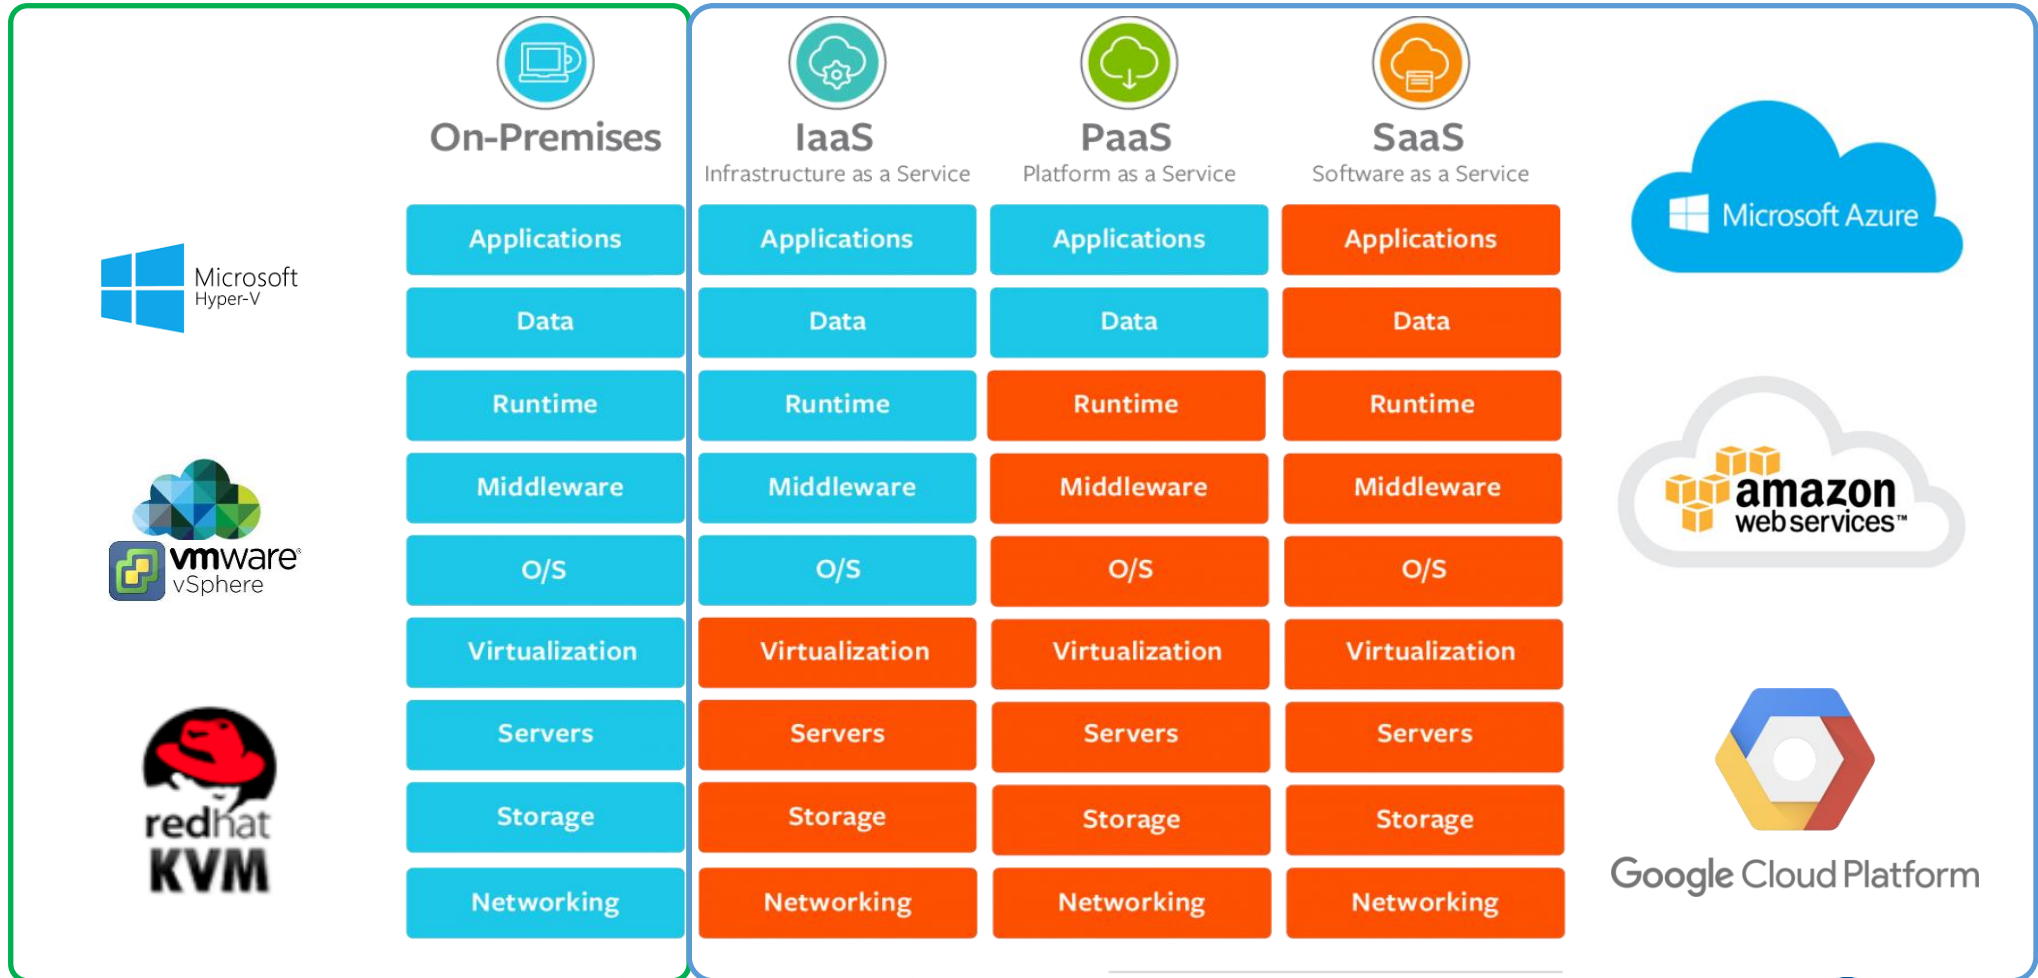 On-Premises
Applications
Data
Runtime
Middleware
O/S
Virtualization
Servers
Storage
Networking
IaaS
Infrastructure as a Service
Applications
Data
Runtime
Middleware
O/S
Virtualization
Servers
Storage
Networking
PaaS
Platform as a Service
Applications
Data
Runtime
Middleware
O/S
Virtualization
Servers
Storage
Networking
SaaS
Software as a Service
Applications
Data
Runtime
Middleware
O/S
Virtualization
Servers
Storage
Networking
Microsoft
Hyper-V
vmware®
vSphere
redhat
KVM
Microsoft Azure
amazon
web services™
Google Cloud Platform